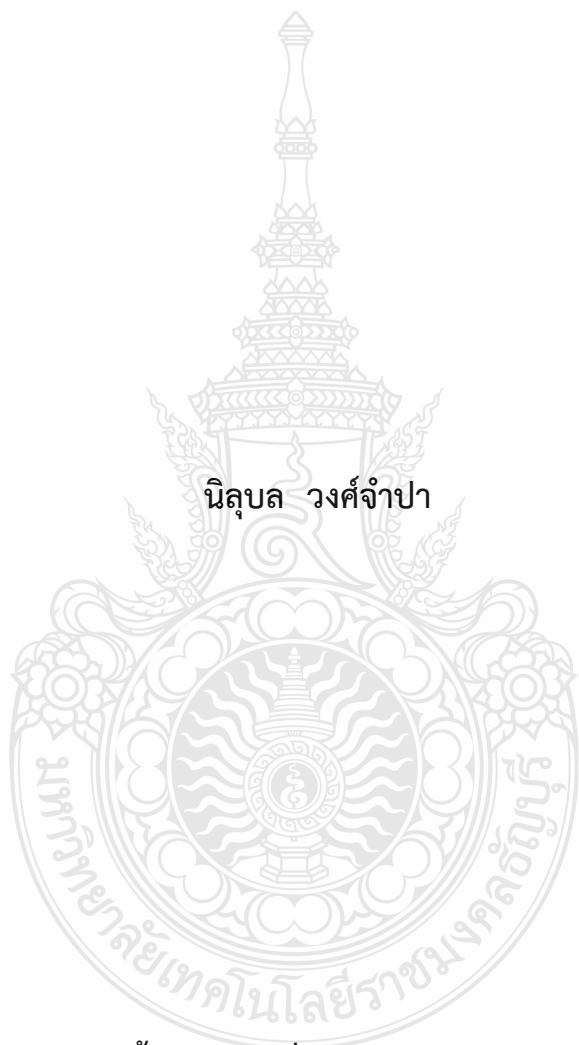 นิลุบล วงศ์จำปา
มหาวิทยาลัยเทคโนโลยีราชมงคลธัญบุรี